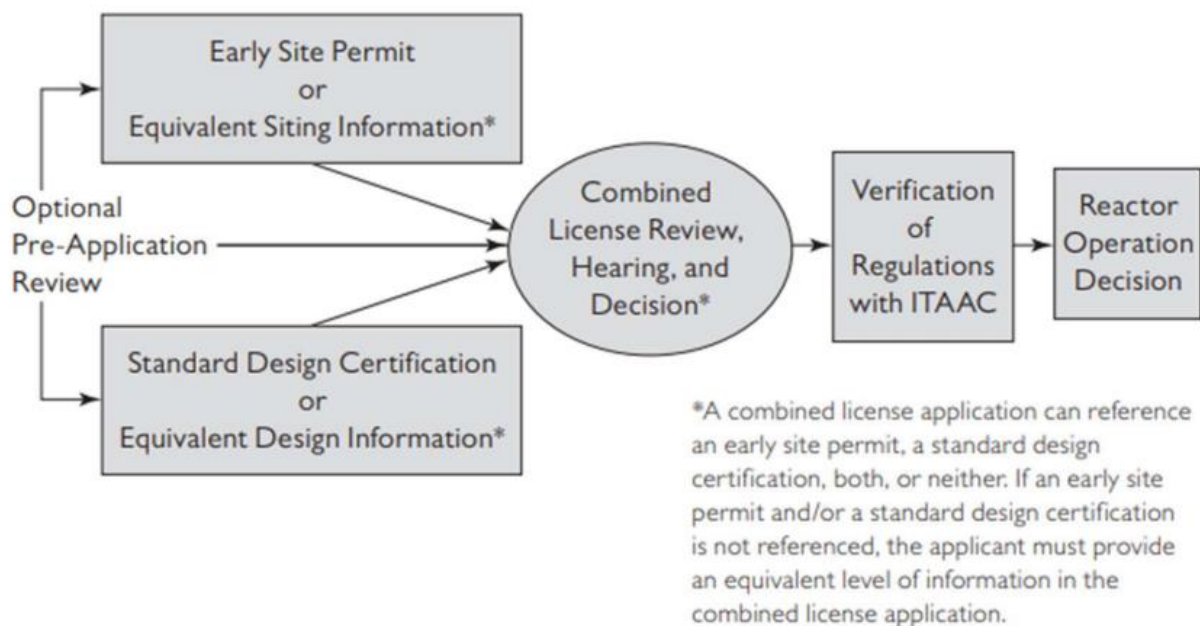 Early Site Permit
or
Equivalent Siting Information*
Optional
Pre-Application
Review
Standard Design Certification
or
Equivalent Design Information*
Combined
License Review,
Hearing, and
Decision*
Verification
of
Regulations
with ITAAC
Reactor
Operation
Decision
*A combined license application can reference
an early site permit, a standard design
certification, both, or neither. If an early site
permit and/or a standard design certification
is not referenced, the applicant must provide
an equivalent level of information in the
combined license application.